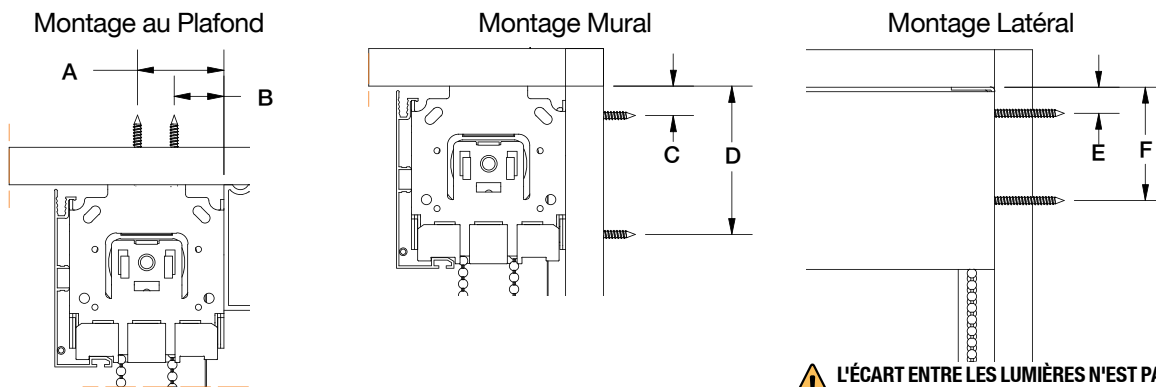 Montage au Plafond
A
B
Montage Mural
C
D
Montage Latéral
E
F
L'ÉCART ENTRE LES LUMIÈRES N'EST PA